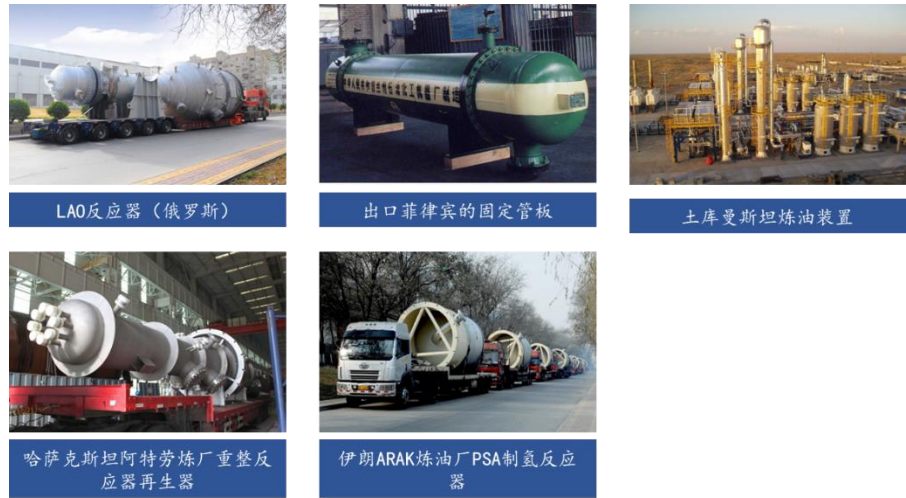 LAO反应器（俄罗斯）
出口菲律宾的固定管板
土库曼斯坦炼油装置
哈萨克斯坦阿特劳炼厂重整反
应器再生器
伊朗ARAK炼油厂PSA制氢反应
器